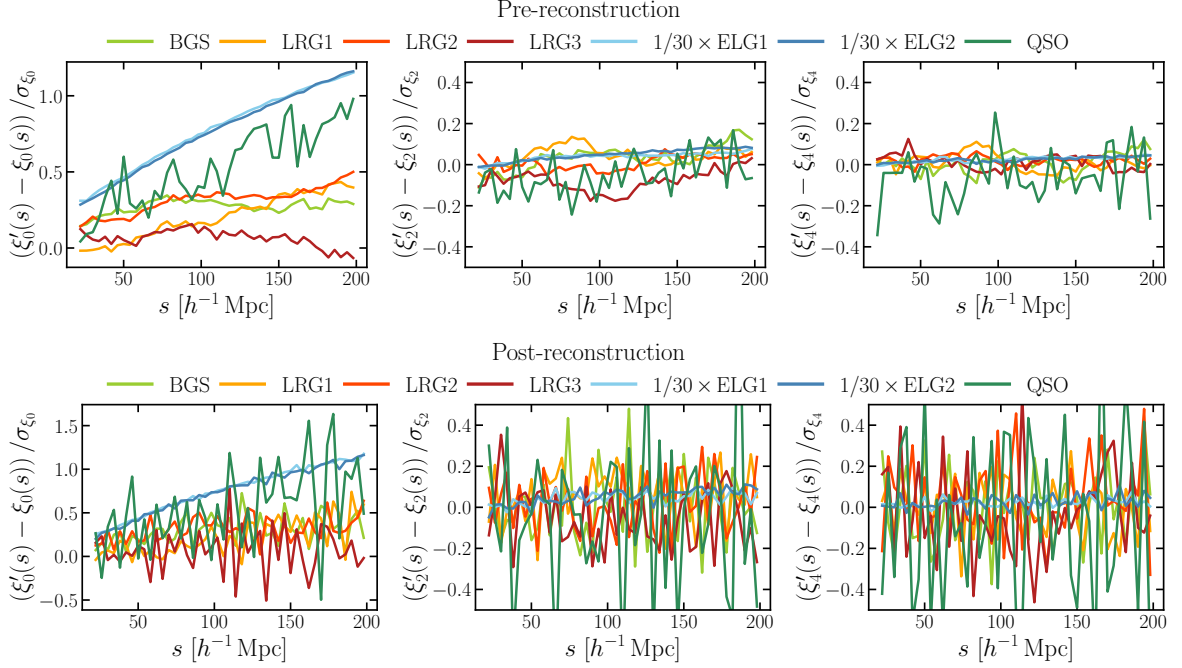 Pre-reconstruction
BGS LRG1 LRG2 LRG3 1/30 × ELG1 1/30 × ELG2 QSO
(ξ′₀(s) − ξ₀(s)) /σ_ξ₀
1.0
0.5
0.0
50 100 150 200
s [h⁻¹ Mpc]
(ξ′₂(s) − ξ₂(s)) /σ_ξ₂
0.4
0.2
0.0
−0.2
−0.4
50 100 150 200
s [h⁻¹ Mpc]
(ξ′₄(s) − ξ₄(s)) /σ_ξ₄
0.4
0.2
0.0
−0.2
−0.4
50 100 150 200
s [h⁻¹ Mpc]
Post-reconstruction
BGS LRG1 LRG2 LRG3 1/30 × ELG1 1/30 × ELG2 QSO
(ξ′₀(s) − ξ₀(s)) /σ_ξ₀
1.5
1.0
0.5
0.0
−0.5
50 100 150 200
s [h⁻¹ Mpc]
(ξ′₂(s) − ξ₂(s)) /σ_ξ₂
0.4
0.2
0.0
−0.2
−0.4
50 100 150 200
s [h⁻¹ Mpc]
(ξ′₄(s) − ξ₄(s)) /σ_ξ₄
0.4
0.2
0.0
−0.2
−0.4
50 100 150 200
s [h⁻¹ Mpc]